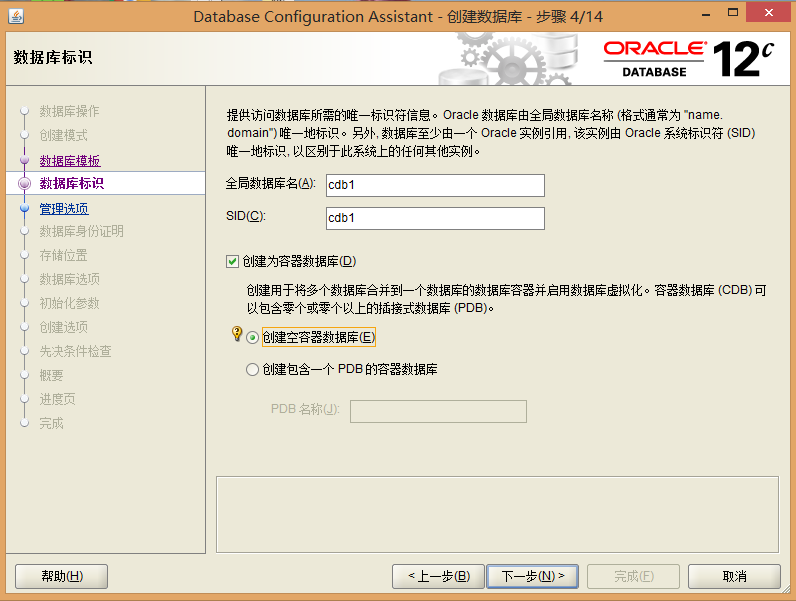 Database Configuration Assistant - 创建数据库 - 步骤 4/14
数据库标识
ORACLE®
DATABASE
12c
数据库操作
创建模式
数据库模板
数据库标识
管理选项
数据库身份证明
存储位置
数据库选项
初始化参数
创建选项
先决条件检查
概要
进度页
完成
提供访问数据库所需的唯一标识符信息。Oracle 数据库由全局数据库名称 (格式通常为 "name.
domain") 唯一地标识。另外, 数据库至少由一个 Oracle 实例引用, 该实例由 Oracle 系统标识符 (SID)
唯一地标识, 以区别于此系统上的任何其他实例。
全局数据库名(A): cdb1
SID(C): cdb1
创建为容器数据库(D)
创建用于将多个数据库合并到一个数据库的数据库容器并启用数据库虚拟化。容器数据库 (CDB) 可
以包含零个或零个以上的插接式数据库 (PDB)。
创建空容器数据库(E)
创建包含一个 PDB 的容器数据库
PDB 名称(J):
帮助(H)
< 上一步(B)
下一步(N) >
完成(F)
取消